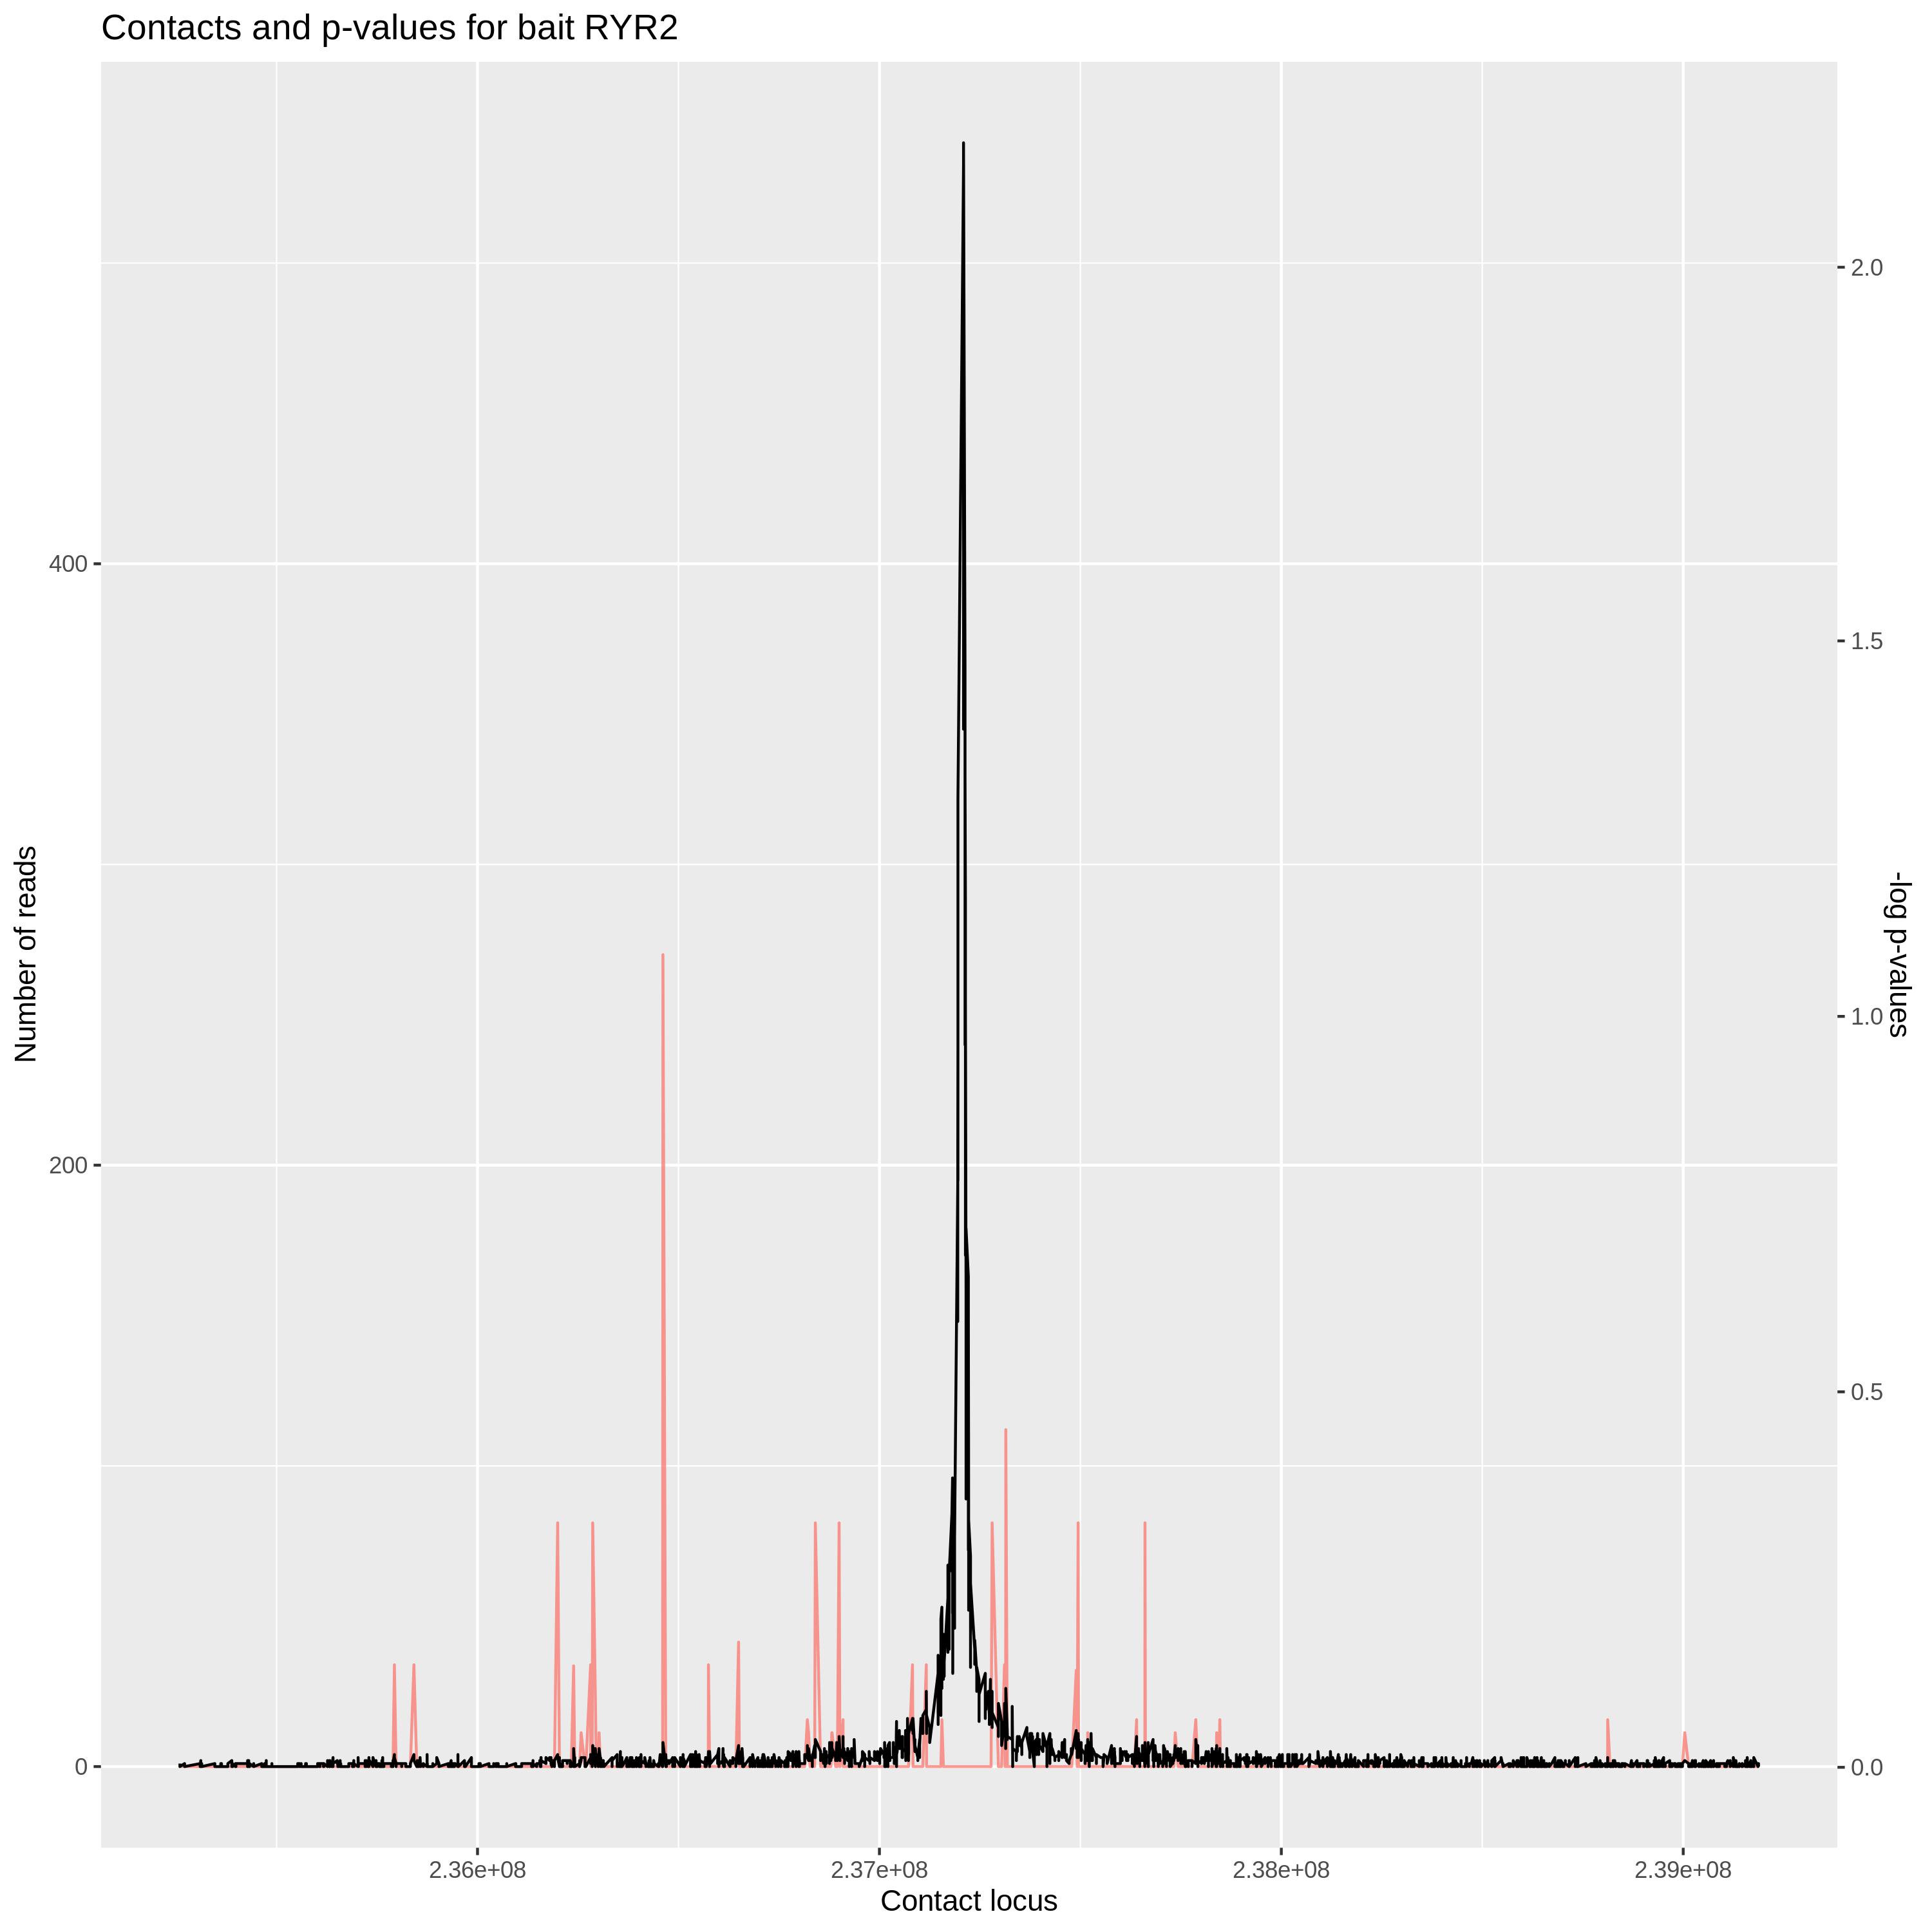 Contacts and p-values for bait RYR2
Number of reads
400
200
0
2.0
1.5
1.0
0.5
0.0
-log p-values
2.36e+08
2.37e+08
2.38e+08
2.39e+08
Contact locus